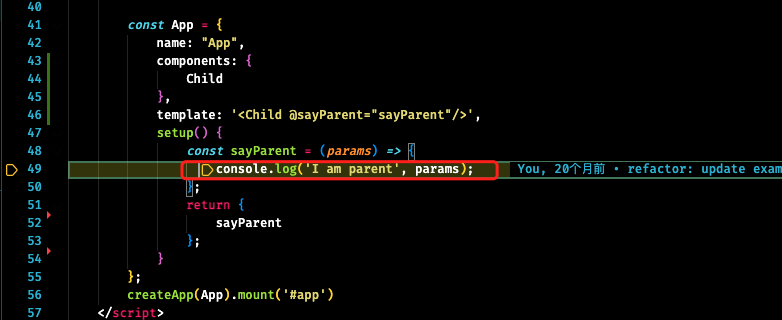 40
41 const App = {
42 name: "App",
43 components: {
44 Child
45 },
46 template: '<Child @sayParent="sayParent"/>',
47 setup() {
48 const sayParent = (params) => {
49 console.log('I am parent', params); You, 20个月前 • refactor: update exam
50 };
51 return {
52 sayParent
53 };
54 }
55 };
56 createApp(App).mount('#app')
57 </script>